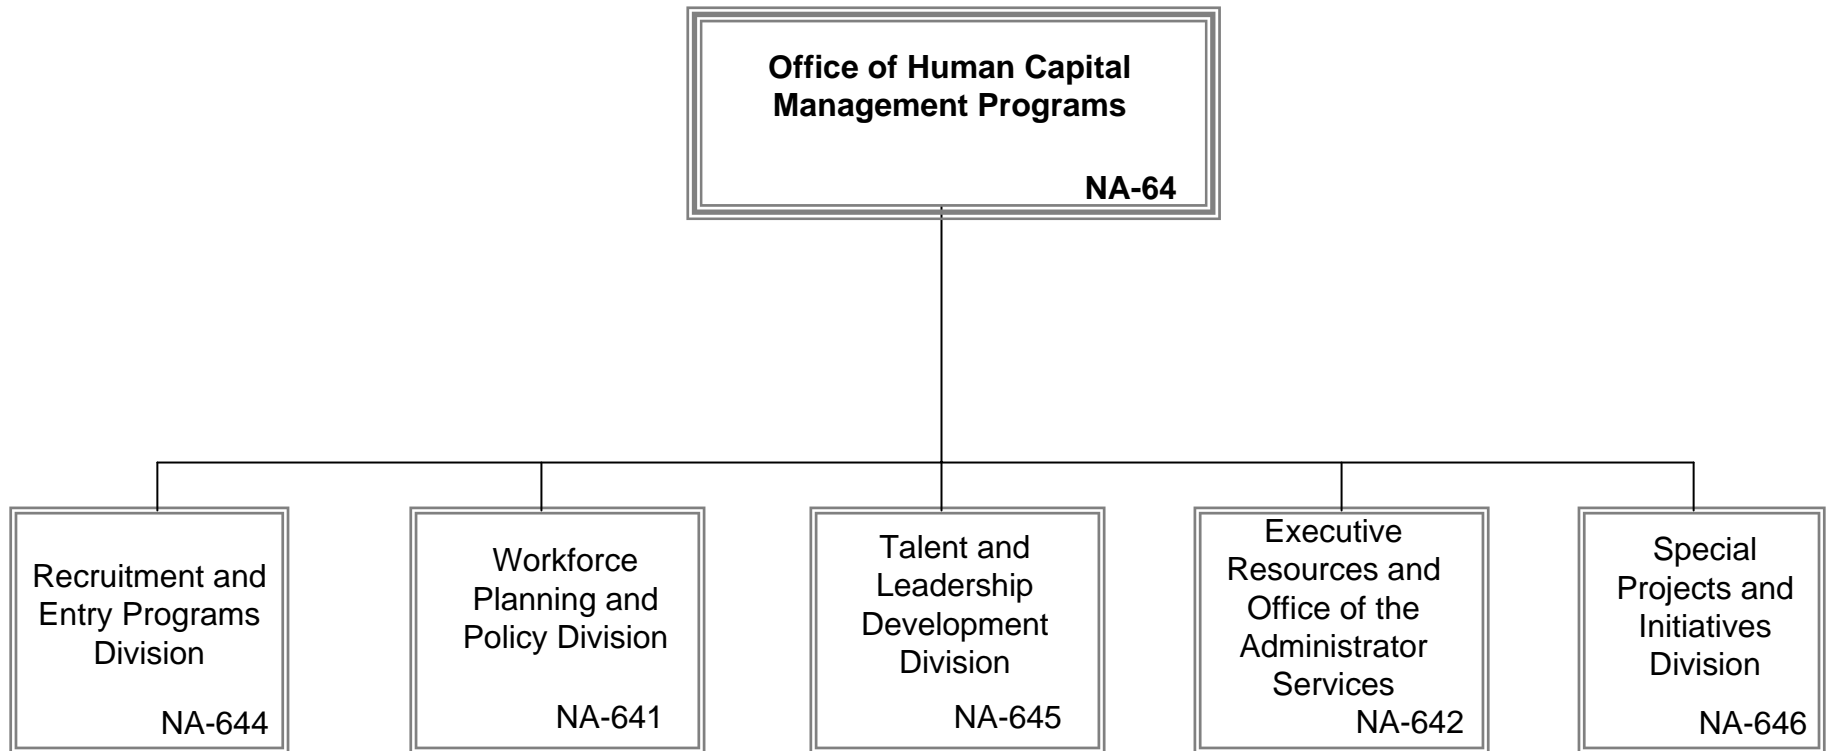 Office of Human Capital
Management Programs
NA-64
Recruitment and
Entry Programs
Division
NA-644
Workforce
Planning and
Policy Division
NA-641
Talent and
Leadership
Development
Division
NA-645
Executive
Resources and
Office of the
Administrator
Services
NA-642
Special
Projects and
Initiatives
Division
NA-646